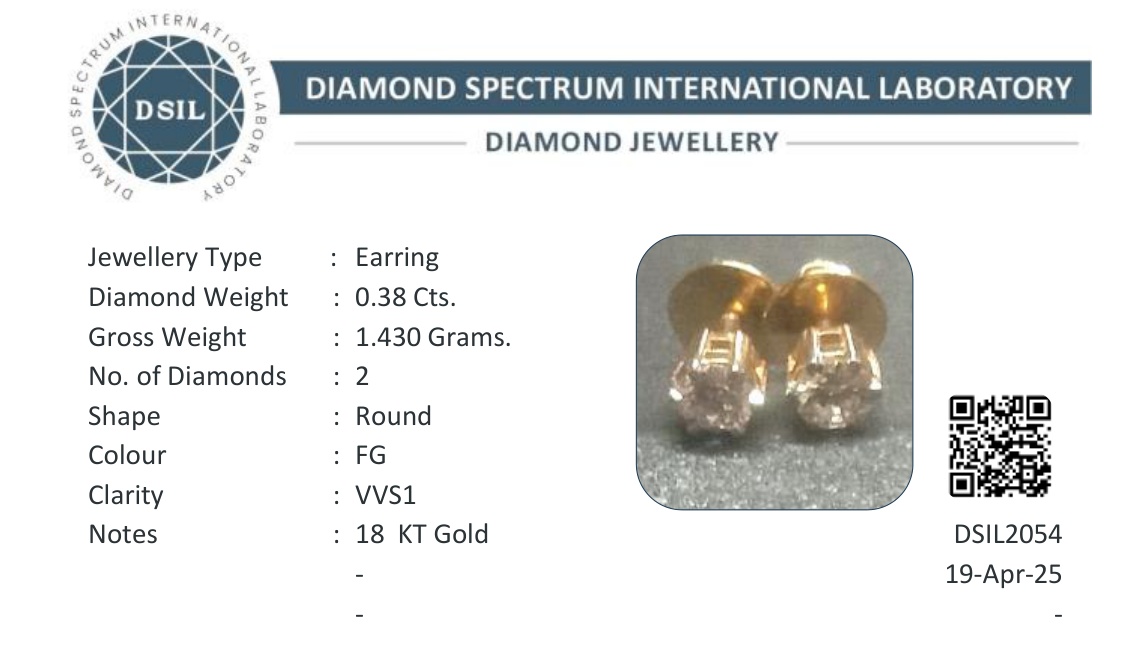 DIAMOND SPECTRUM INTERNATIONAL LABORATORY
DSIL
DIAMOND SPECTRUM INTERNATIONAL LABORATORY
DIAMOND JEWELLERY
Jewellery Type : Earring
Diamond Weight : 0.38 Cts.
Gross Weight : 1.430 Grams.
No. of Diamonds : 2
Shape : Round
Colour : FG
Clarity : VVS1
Notes : 18 KT Gold
-
-
DSIL2054
19-Apr-25
-